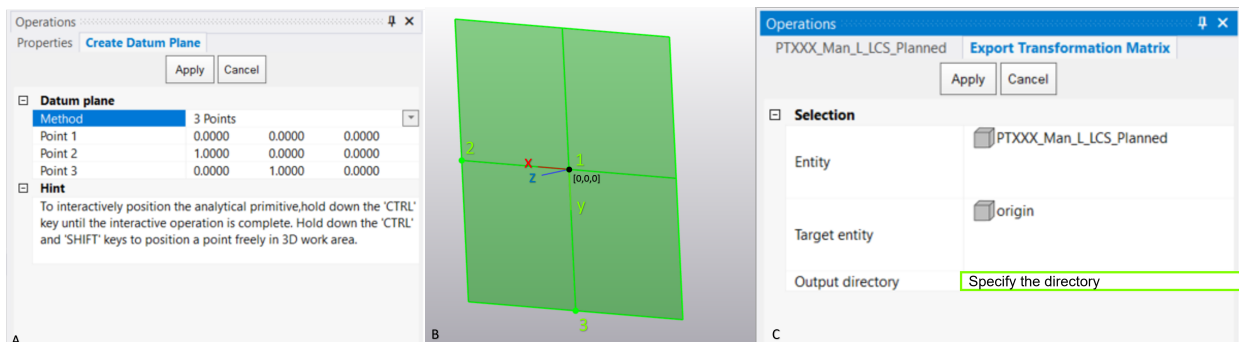 Operations
Properties Create Datum Plane
Apply Cancel
Datum plane
Method 3 Points
Point 1 0.0000 0.0000 0.0000
Point 2 1.0000 0.0000 0.0000
Point 3 0.0000 1.0000 0.0000
Hint
To interactively position the analytical primitive,hold down the 'CTRL'
key until the interactive operation is complete. Hold down the 'CTRL'
and 'SHIFT' keys to position a point freely in 3D work area.
A
2
X
1
Z
[0,0,0]
y
3
B
Operations
PTXXX_Man_L_LCS_Planned Export Transformation Matrix
Apply Cancel
Selection
Entity PTXXX_Man_L_LCS_Planned
Target entity origin
Output directory Specify the directory
C